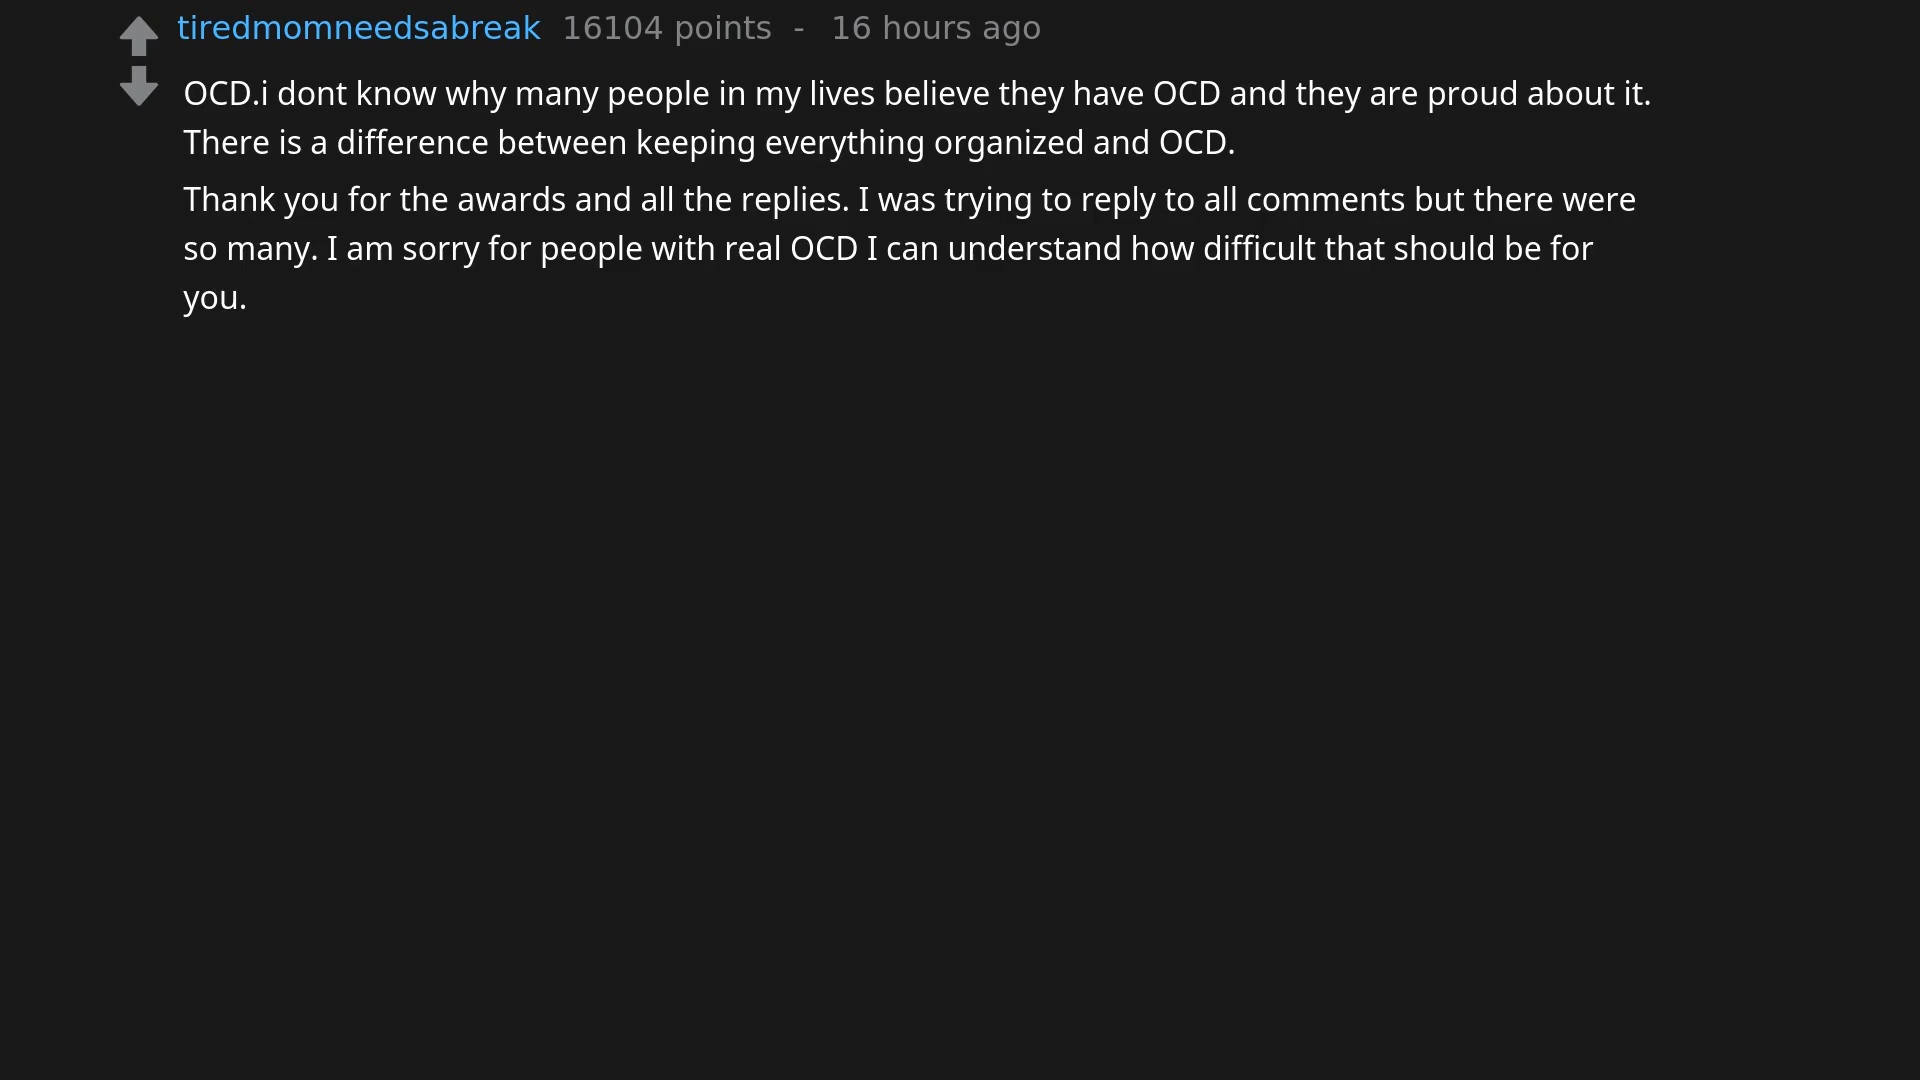 tiredmomneedsabreak 16104 points - 16 hours ago
OCD.i dont know why many people in my lives believe they have OCD and they are proud about it.
There is a difference between keeping everything organized and OCD.
Thank you for the awards and all the replies. I was trying to reply to all comments but there were
so many. I am sorry for people with real OCD I can understand how difficult that should be for
you.